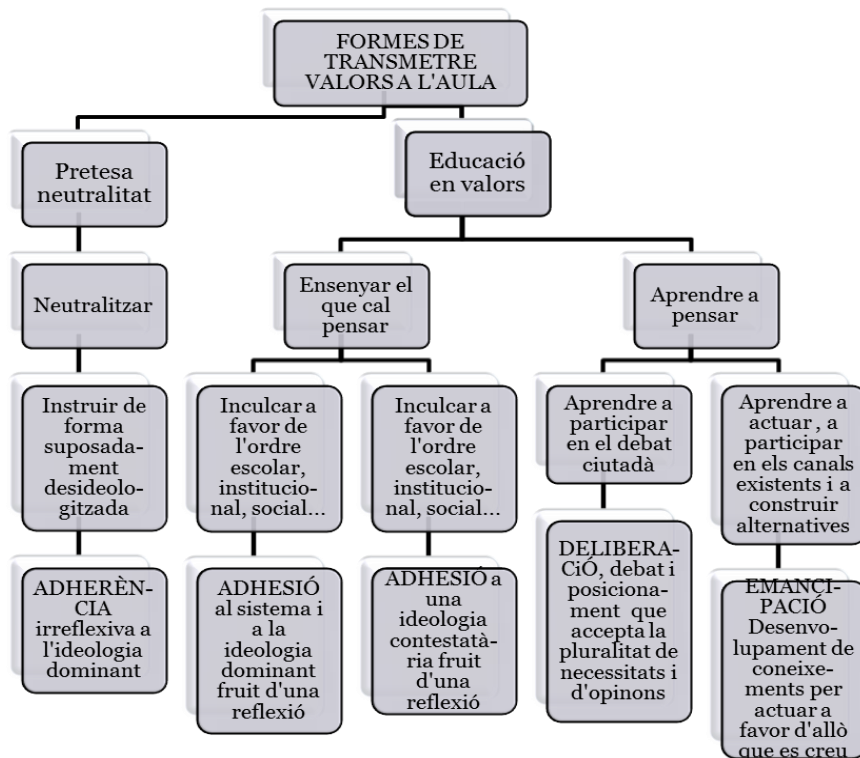 FORMES DE
TRANSMETRE
VALORS A L'AULA
Pretesa
neutralitat
Educació
en valors
Neutralitzar
Ensenyar el
que cal
pensar
Aprendre a
pensar
Instruir de
forma
suposada-
ment
desideolo-
gitzada
Inculcar a
favor de
l'ordre
escolar,
institucio-
nal, social...
Inculcar a
favor de
l'ordre
escolar,
institucio-
nal, social...
Aprendre a
participar
en el debat
ciutadà
Aprendre a
actuar , a
participar
en els canals
existents i a
construir
alternatives
ADHERÈN-
CIA
irreflexiva a
l'ideologia
dominant
ADHESIÓ
al sistema i
a la
ideologia
dominant
fruit d'una
reflexió
ADHESIÓ a
una
ideologia
contestatà-
ria fruit
d'una
reflexió
DELIBERA-
CiÓ, debat i
posiciona-
ment que
accepta la
pluralitat de
necessitats i
d'opinons
EMANCI-
PACIÓ
Desenvo-
lupament de
coneixe-
ments per
actuar a
favor d'allò
que es creu